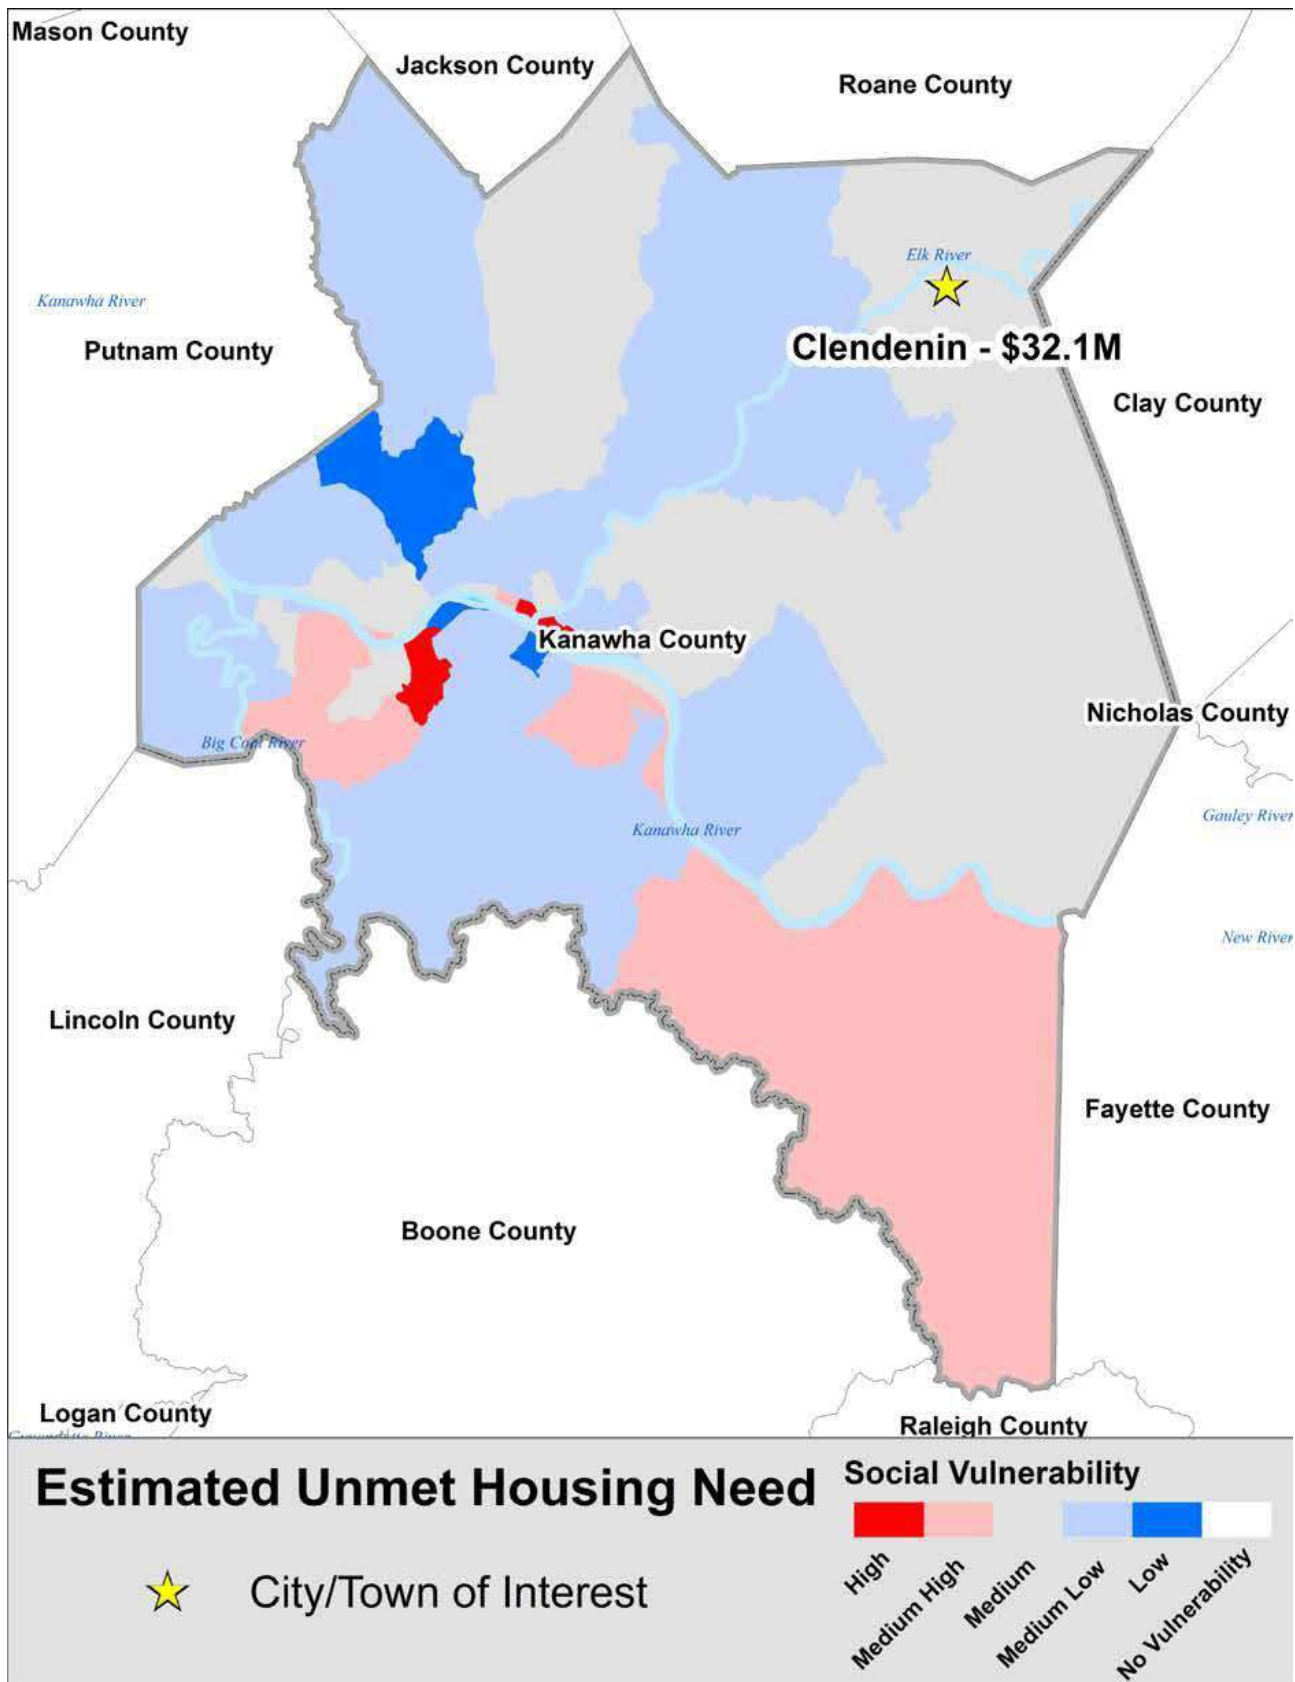 Mason County
Jackson County
Roane County
Elk River
Kanawha River
Putnam County
Clendenin - $32.1M
Clay County
Kanawha County
Nicholas County
Big Coal River
Gauley River
Kanawha River
New River
Lincoln County
Fayette County
Boone County
Logan County
Raleigh County
Estimated Unmet Housing Need
City/Town of Interest
Social Vulnerability
High
Medium High
Medium
Medium Low
Low
No Vulnerability